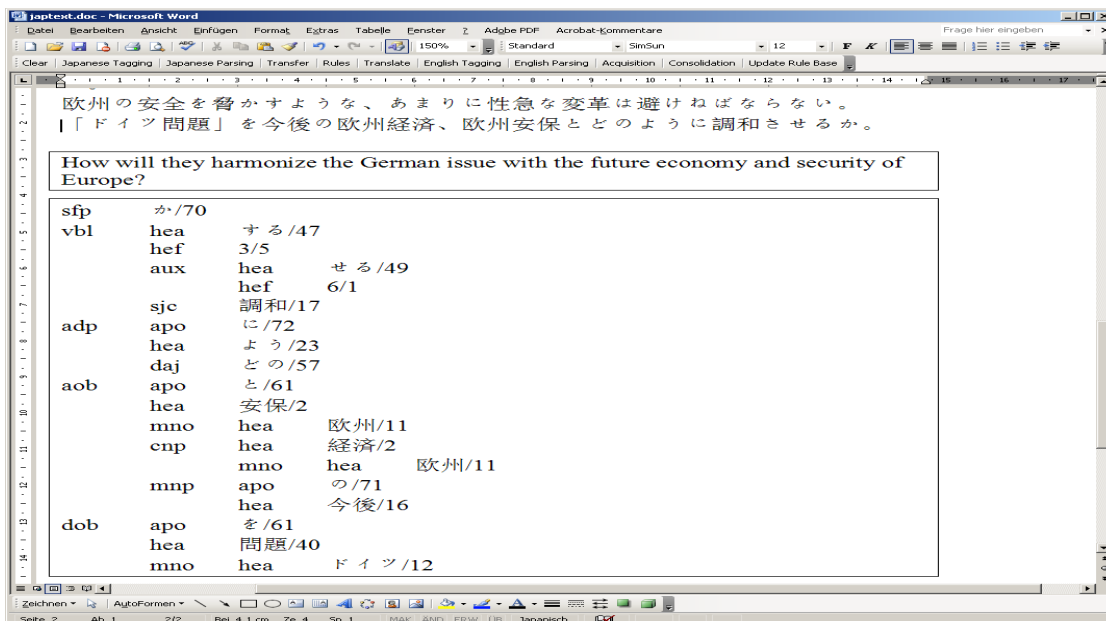 japtext.doc - Microsoft Word
Datei Bearbeiten Ansicht Einfügen Format Extras Tabelle Fenster ? Adobe PDF Acrobat-Kommentare Frage hier eingeben
150% Standard SimSun 12 F K
Clear Japanese Tagging Japanese Parsing Transfer Rules Translate English Tagging English Parsing Acquisition Consolidation Update Rule Base
欧州の安全を脅かすような、あまりに性急な変革は避けねばならない。
「ドイツ問題」を今後の欧州経済、欧州安保とどのように調和させるか。
How will they harmonize the German issue with the future economy and security of
Europe?
sfp か/70
vbl hea する/47
hef 3/5
aux hea せる/49
hef 6/1
sjc 調和/17
adp apo に/72
hea よう/23
daj どの/57
aob apo と/61
hea 安保/2
mno hea 欧州/11
cnp hea 経済/2
mno hea 欧州/11
mnp apo の/71
hea 今後/16
dob apo を/61
hea 問題/40
mno hea ドイツ/12
Zeichnen AutoFormen
Seite 2 Ab 1 2/2 Bei 4,1 cm Ze 4 Sp 1 MAK ÄND ERW ÜB Japanisch